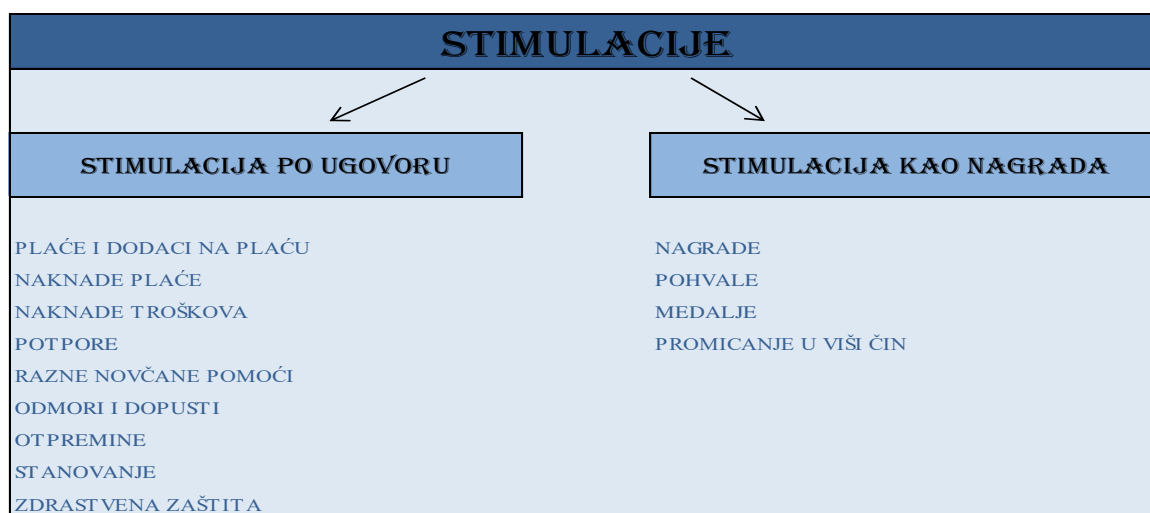 STIMULACIJE
STIMULACIJA PO UGOVORU
PLAĆE I DODACI NA PLAĆU
NAKNADE PLAĆE
NAKNADE TROŠKOVA
POTPORE
RAZNE NOVČANE POMOĆI
ODMORI I DOPUSTI
OTPREMINE
STANOVANJE
ZDRASTVENA ZAŠTITA
STIMULACIJA KAO NAGRADA
NAGRADE
POHVALE
MEDALJE
PROMICANJE U VIŠI ČIN